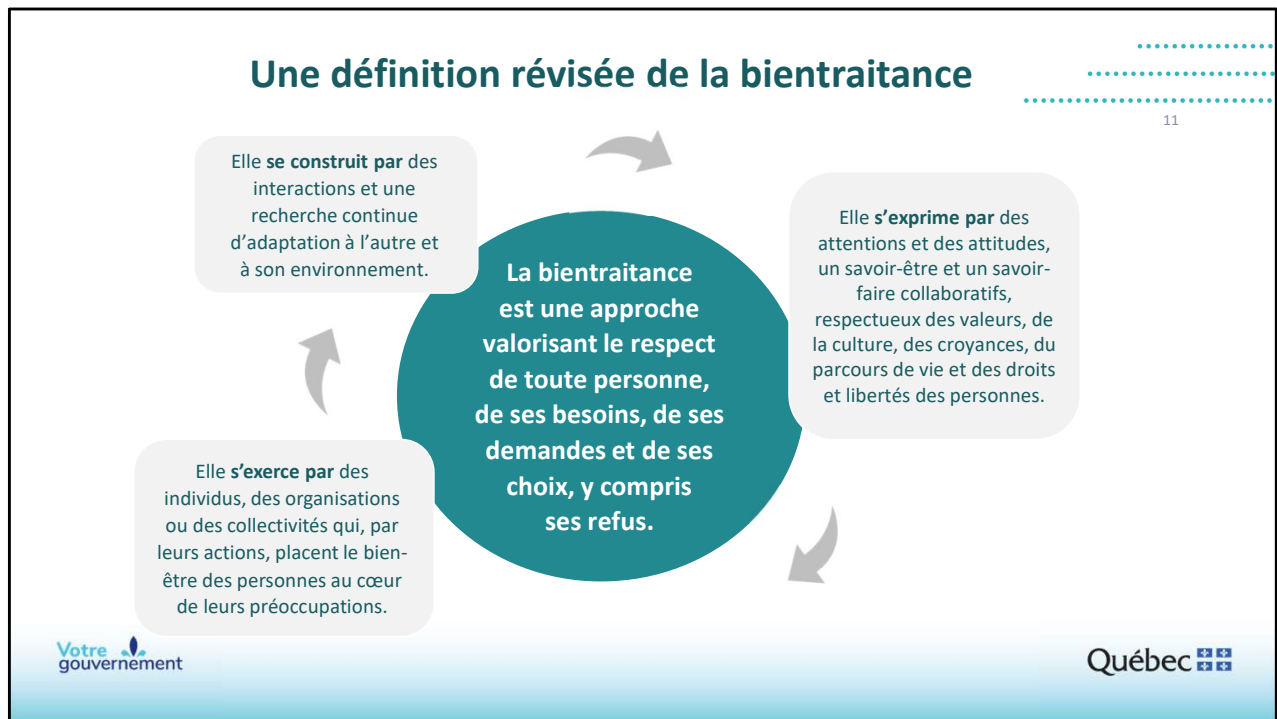 Une définition révisée de la bientraitance
11
Elle se construit par des
interactions et une
recherche continue
d’adaptation à l’autre et
à son environnement.
La bientraitance
est une approche
valorisant le respect
de toute personne,
de ses besoins, de ses
demandes et de ses
choix, y compris
ses refus.
Elle s’exprime par des
attentions et des attitudes,
un savoir-être et un savoir-
faire collaboratifs,
respectueux des valeurs, de
la culture, des croyances, du
parcours de vie et des droits
et libertés des personnes.
Elle s’exerce par des
individus, des organisations
ou des collectivités qui, par
leurs actions, placent le bien-
être des personnes au cœur
de leurs préoccupations.
Votre
gouvernement
Québec